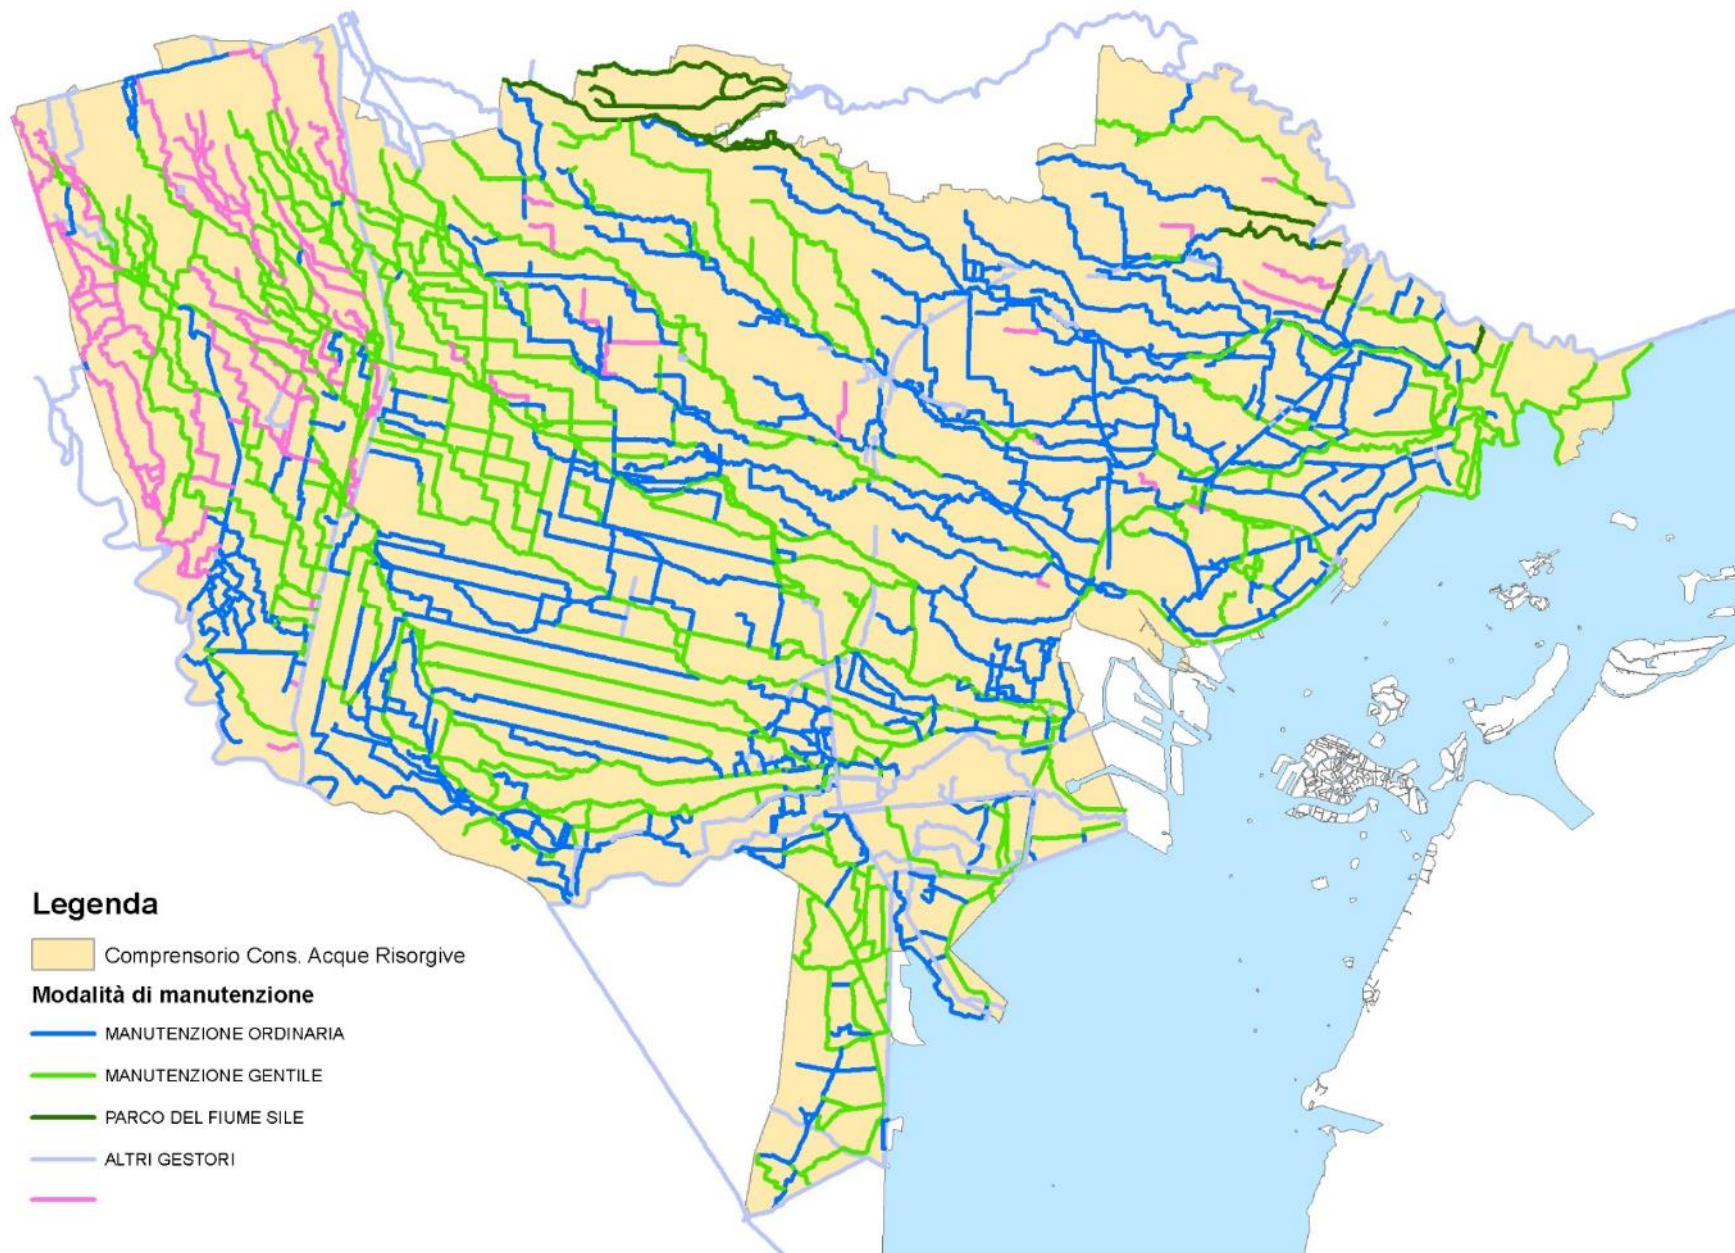 Legenda
Comprensorio Cons. Acque Risorgive
Modalità di manutenzione
MANUTENZIONE ORDINARIA
MANUTENZIONE GENTILE
PARCO DEL FIUME SILE
ALTRI GESTORI